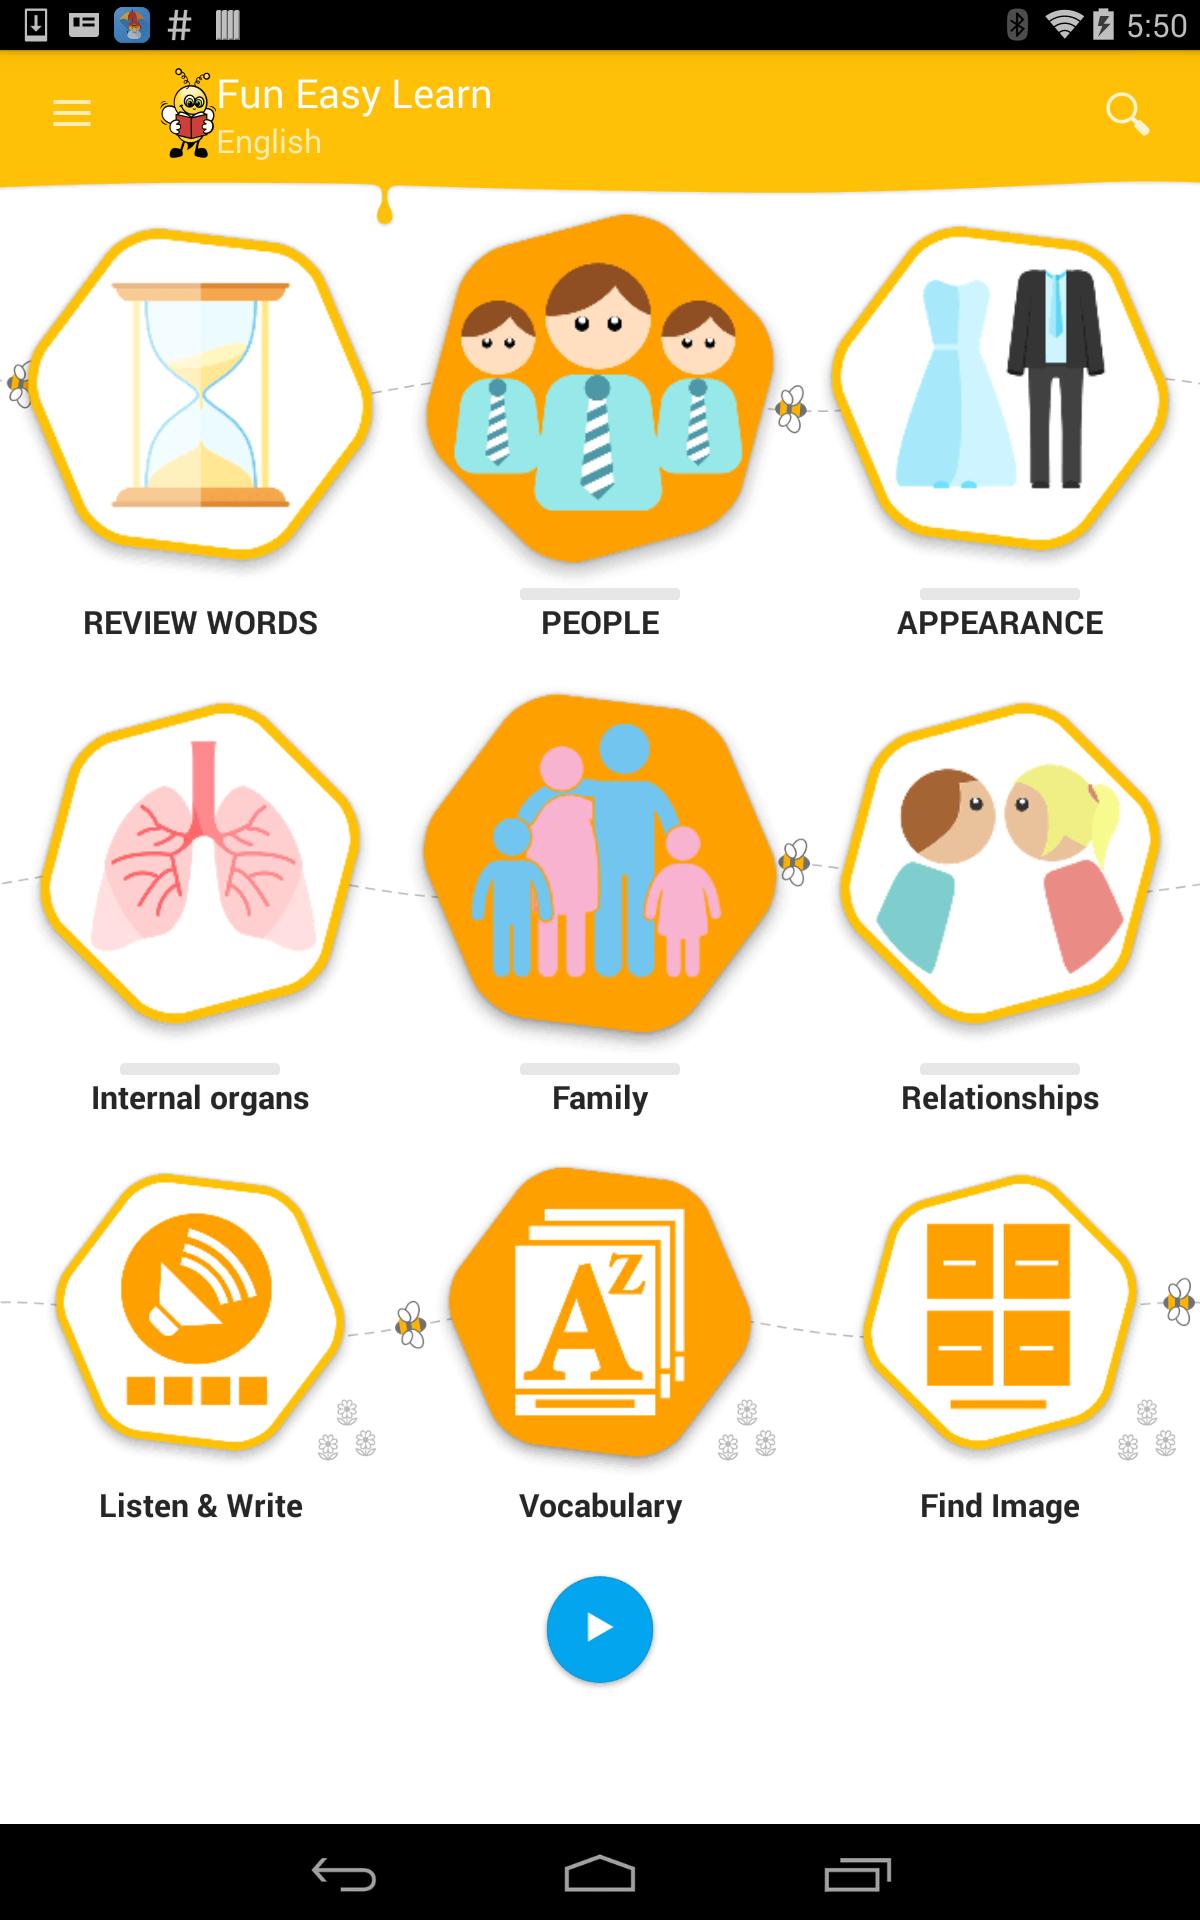 5:50
Fun Easy Learn
English
REVIEW WORDS
PEOPLE
APPEARANCE
Internal organs
Family
Relationships
AZ
Listen & Write
Vocabulary
Find Image